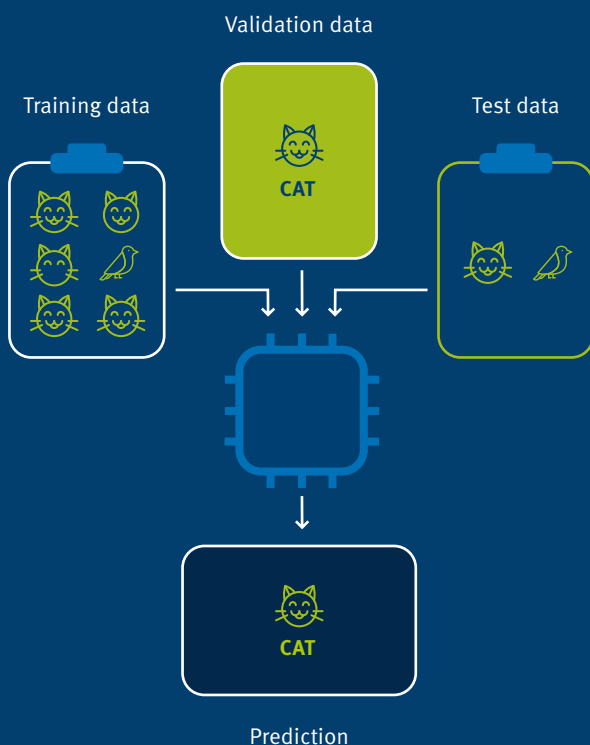 Validation data
Training data
Test data
CAT
CAT
Prediction